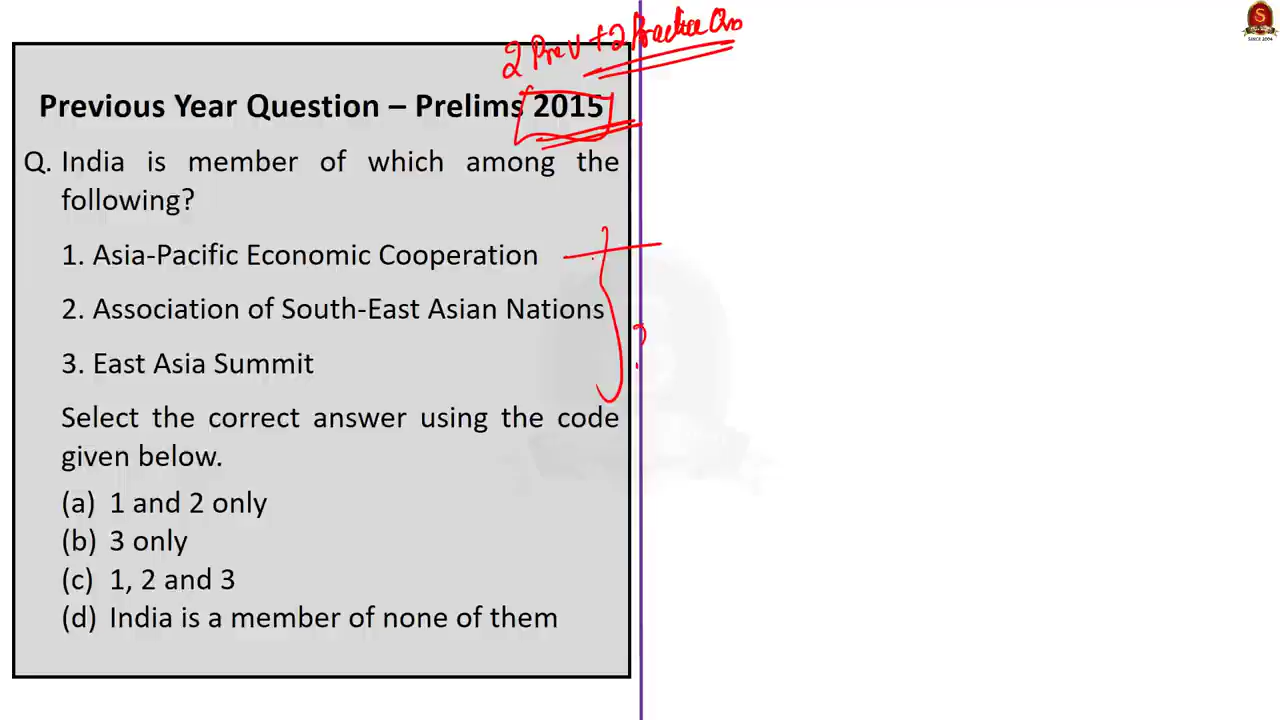 2 Prev + 2 Practice Qns
S
SINCE 2004
Previous Year Question – Prelims 2015
Q. India is member of which among the
following?
1. Asia-Pacific Economic Cooperation
2. Association of South-East Asian Nations
3. East Asia Summit
?
Select the correct answer using the code
given below.
(a) 1 and 2 only
(b) 3 only
(c) 1, 2 and 3
(d) India is a member of none of them